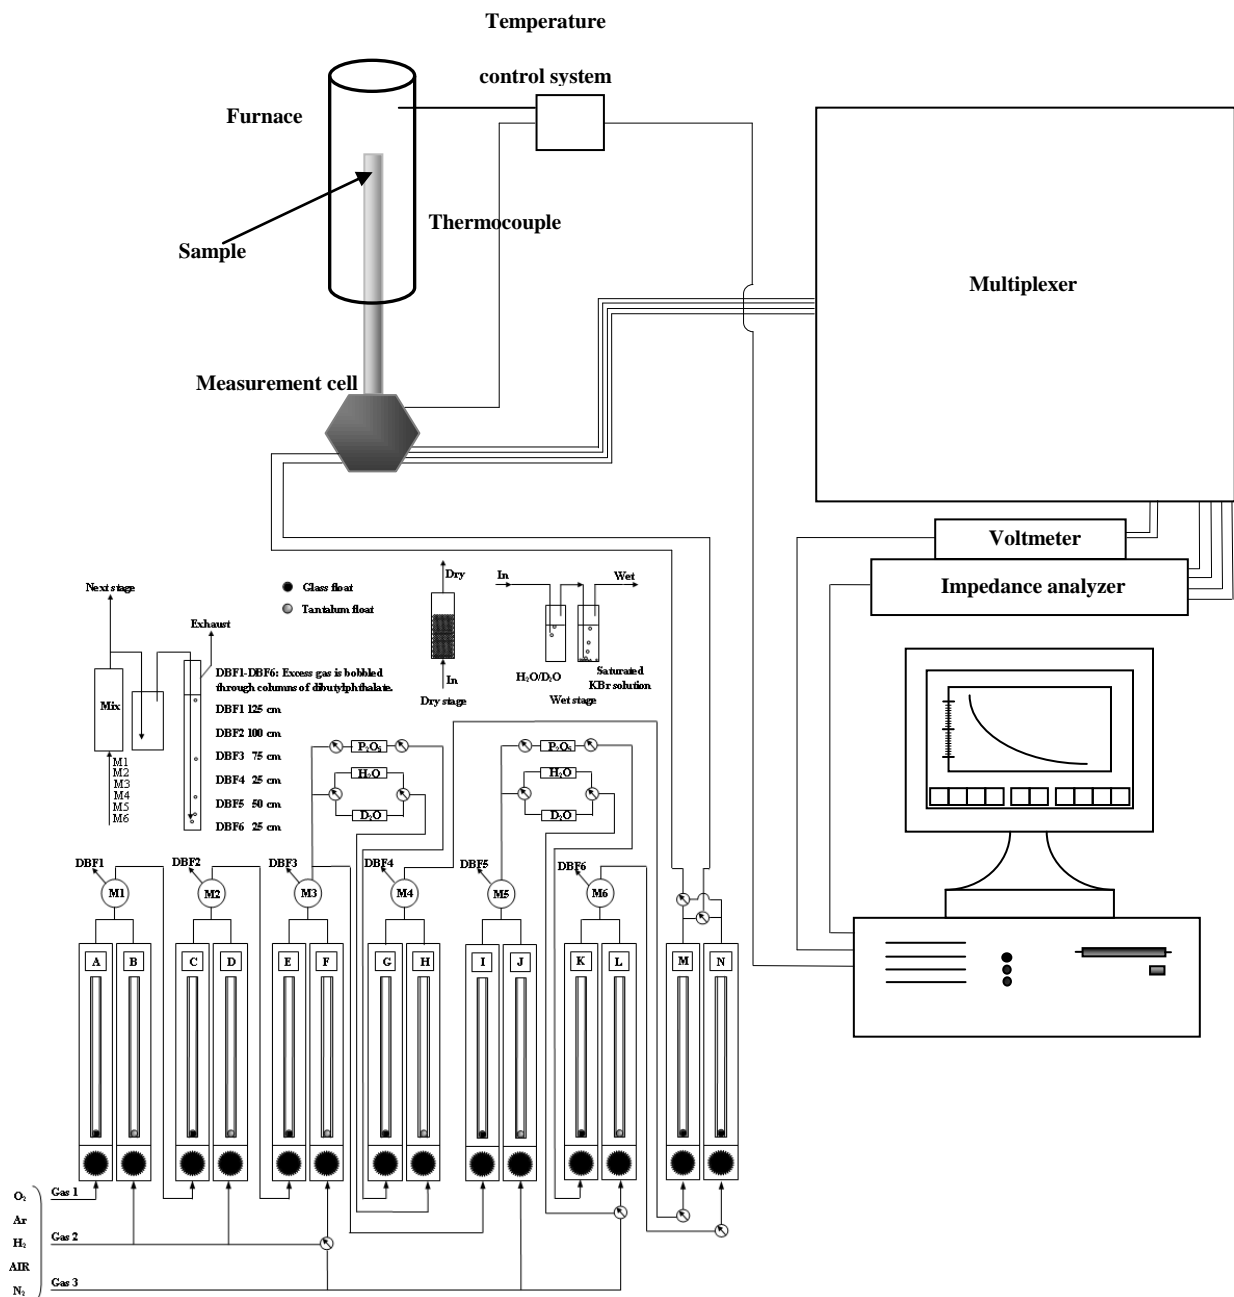 Temperature
control system
Furnace
Thermocouple
Sample
Multiplexer
Measurement cell
Voltmeter
Impedance analyzer
Next stage
Exhaust
Glass float
Tantalum float
Dry
In
Dry stage
In
Wet
H₂O/D₂O
Saturated
KBr solution
Wet stage
Mix
M1
M2
M3
M4
M5
M6
DBF1-DBF6: Excess gas is bobbled
through columns of dibutylphthalate.
DBF1 125 cm
DBF2 100 cm
DBF3 75 cm
DBF4 25 cm
DBF5 50 cm
DBF6 25 cm
P₂O₅
H₂O
D₂O
P₂O₅
H₂O
D₂O
DBF1 DBF2 DBF3 DBF4 DBF5 DBF6
M1 M2 M3 M4 M5 M6
A B C D E F G H I J K L M N
O₂
Ar
H₂
AIR
N₂
Gas 1
Gas 2
Gas 3